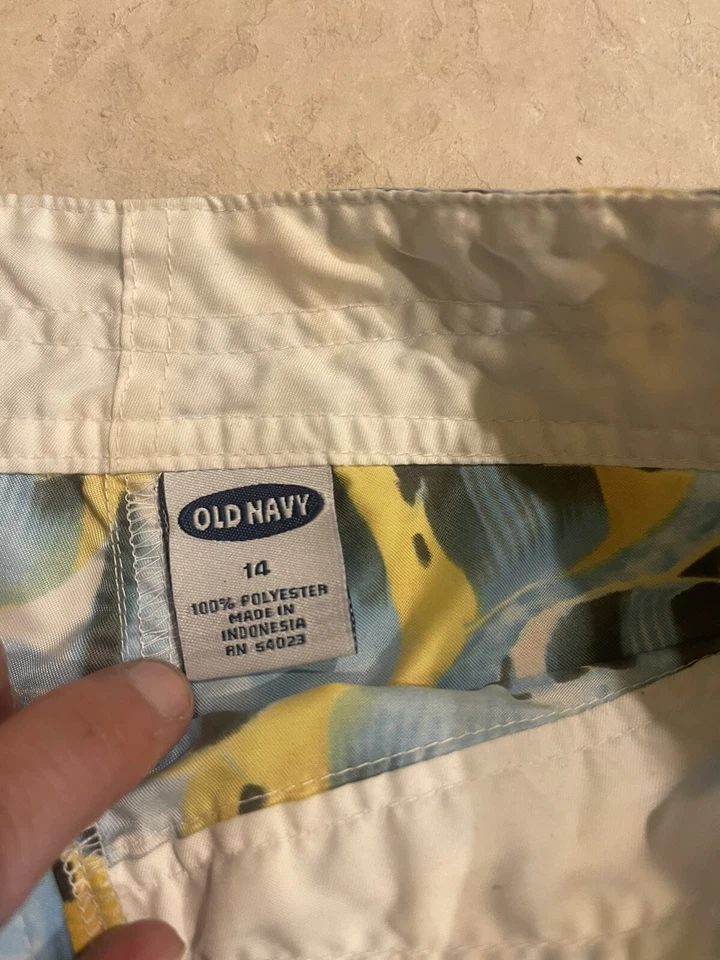 OLD NAVY
14
100% POLYESTER
MADE IN
INDONESIA
RN 54023